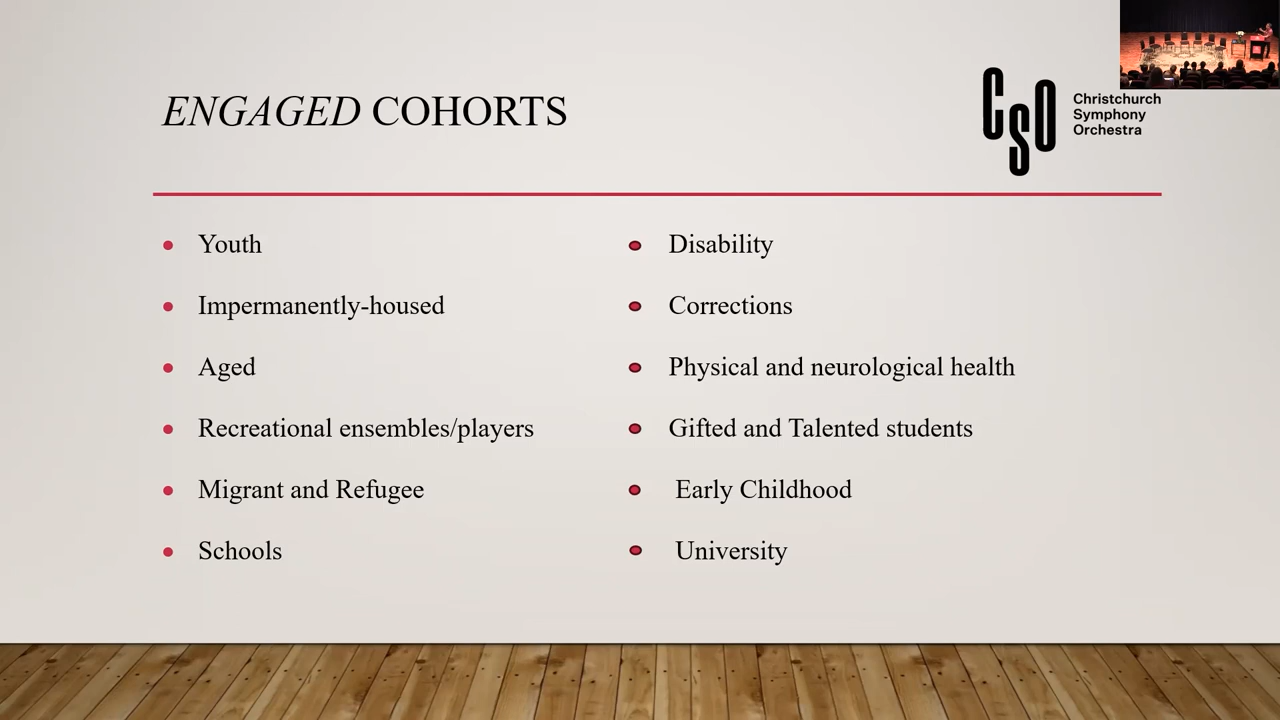 ENGAGED COHORTS
CSO
Christchurch
Symphony
Orchestra
Youth
Impermanently-housed
Aged
Recreational ensembles/players
Migrant and Refugee
Schools
Disability
Corrections
Physical and neurological health
Gifted and Talented students
Early Childhood
University